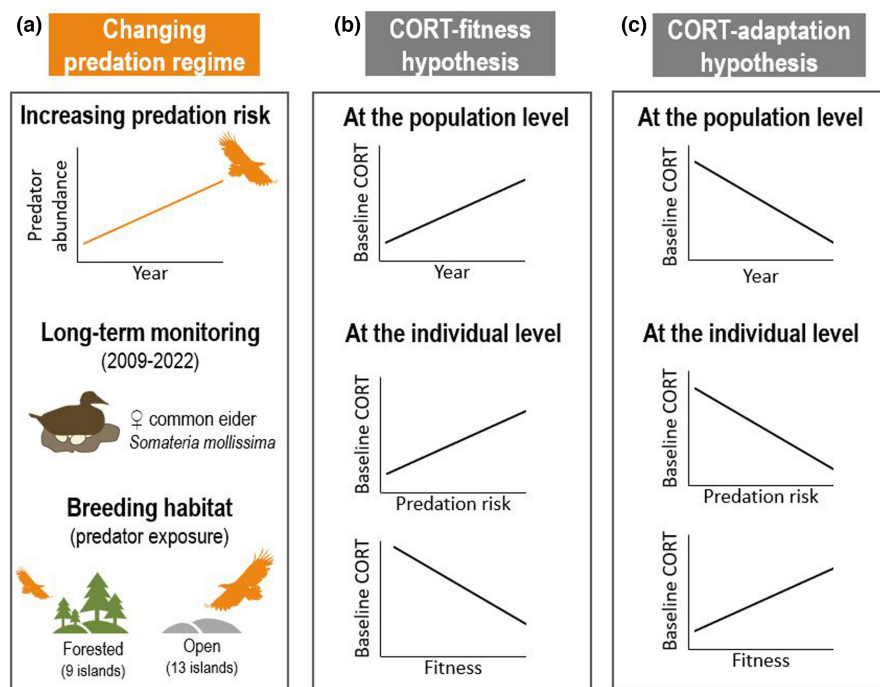 (a)
Changing
predation regime
Increasing predation risk
Predator
abundance
Year
Long-term monitoring
(2009-2022)
♀ common eider
Somateria mollissima
Breeding habitat
(predator exposure)
Forested
(9 islands)
Open
(13 islands)
(b)
CORT-fitness
hypothesis
At the population level
Baseline CORT
Year
At the individual level
Baseline CORT
Predation risk
Baseline CORT
Fitness
(c)
CORT-adaptation
hypothesis
At the population level
Baseline CORT
Year
At the individual level
Baseline CORT
Predation risk
Baseline CORT
Fitness